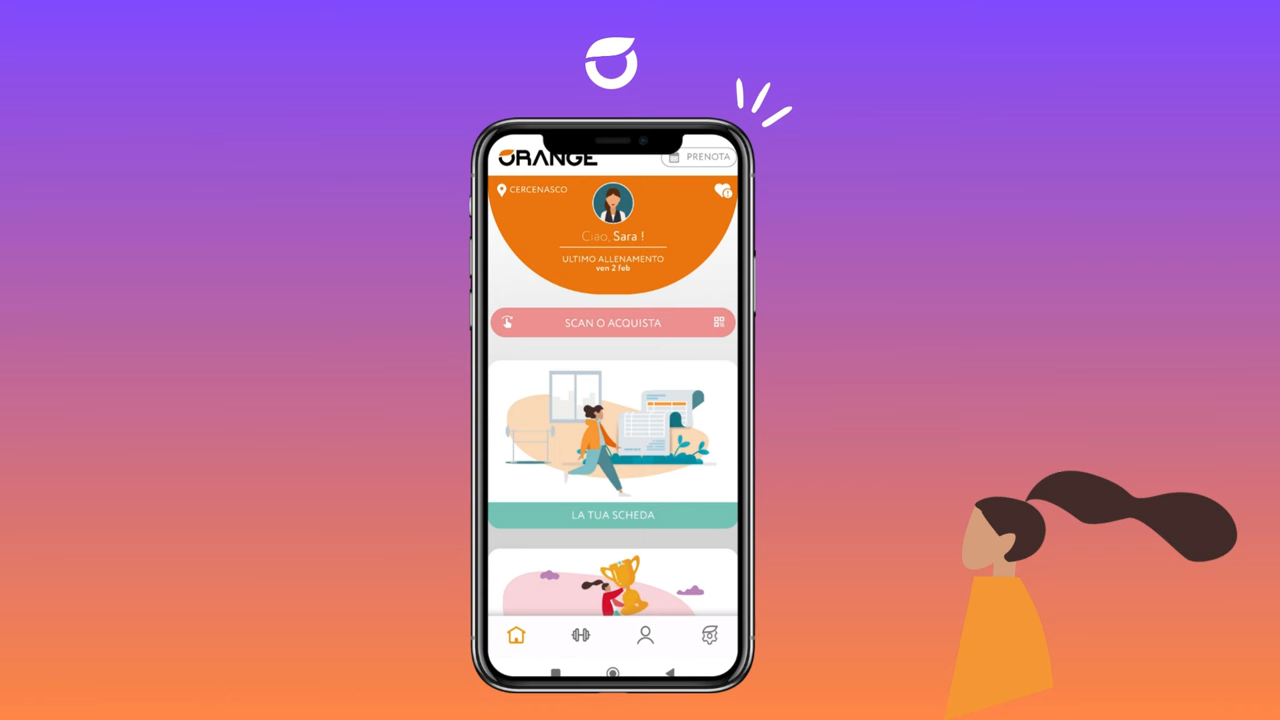 ORANGE
PRENOTA
CERCENASCO
Ciao, Sara !
ULTIMO ALLENAMENTO
ven 2 feb
SCAN O ACQUISTA
LA TUA SCHEDA